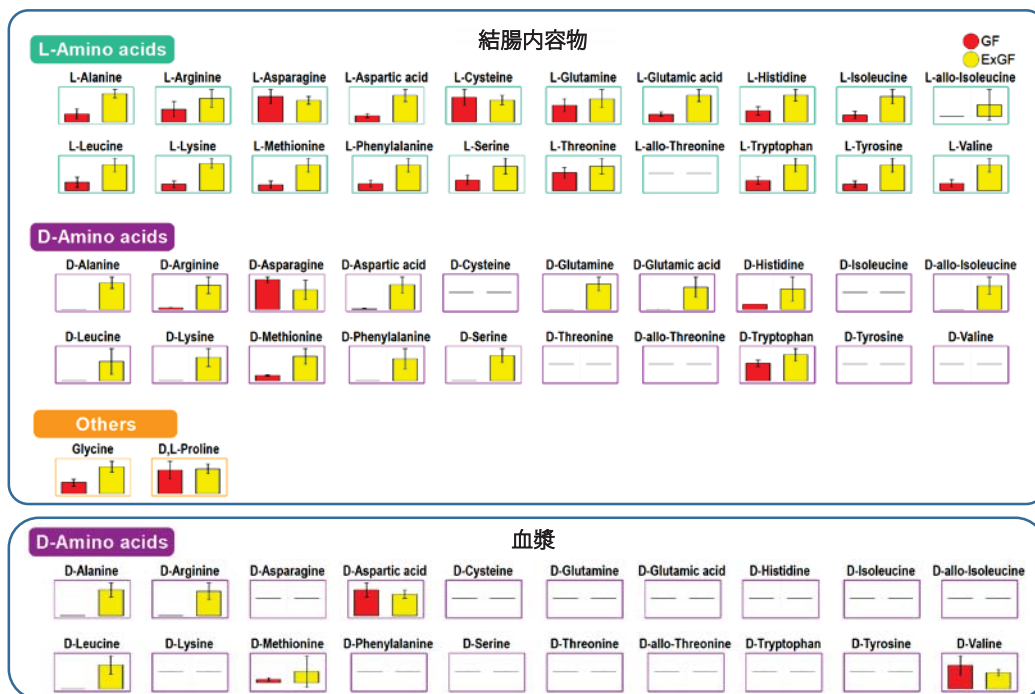 結腸内容物
GF
ExGF
L-Amino acids
L-Alanine L-Arginine L-Asparagine L-Aspartic acid L-Cysteine L-Glutamine L-Glutamic acid L-Histidine L-Isoleucine L-allo-Isoleucine
L-Leucine L-Lysine L-Methionine L-Phenylalanine L-Serine L-Threonine L-allo-Threonine L-Tryptophan L-Tyrosine L-Valine
D-Amino acids
D-Alanine D-Arginine D-Asparagine D-Aspartic acid D-Cysteine D-Glutamine D-Glutamic acid D-Histidine D-Isoleucine D-allo-Isoleucine
D-Leucine D-Lysine D-Methionine D-Phenylalanine D-Serine D-Threonine D-allo-Threonine D-Tryptophan D-Tyrosine D-Valine
Others
Glycine D,L-Proline
血漿
D-Amino acids
D-Alanine D-Arginine D-Asparagine D-Aspartic acid D-Cysteine D-Glutamine D-Glutamic acid D-Histidine D-Isoleucine D-allo-Isoleucine
D-Leucine D-Lysine D-Methionine D-Phenylalanine D-Serine D-Threonine D-allo-Threonine D-Tryptophan D-Tyrosine D-Valine